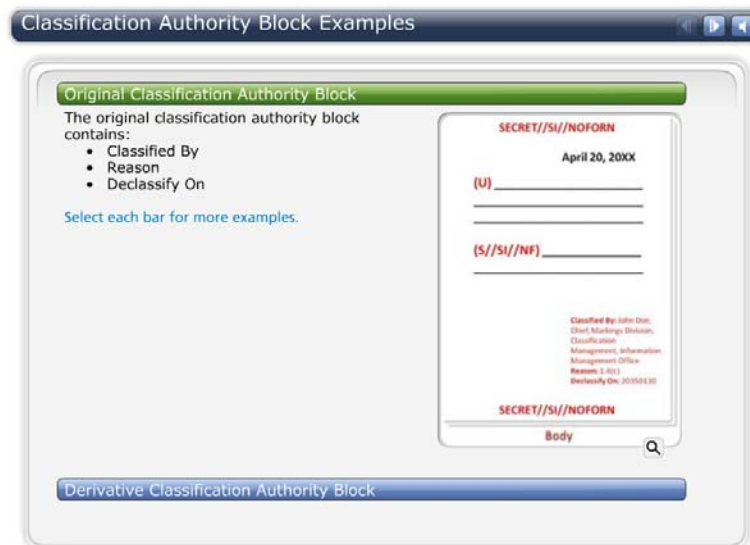 Classification Authority Block Examples
Original Classification Authority Block
The original classification authority block
contains:
• Classified By
• Reason
• Declassify On
Select each bar for more examples.
SECRET//SI//NOFORN
April 20, 20XX
(U)
(S//SI//NF)
Classified By: John Doe,
Chief, Markings Division,
Classification
Management, Information
Management Office
Reason: 1.4(c)
Declassify On: 20350130
SECRET//SI//NOFORN
Body
Derivative Classification Authority Block